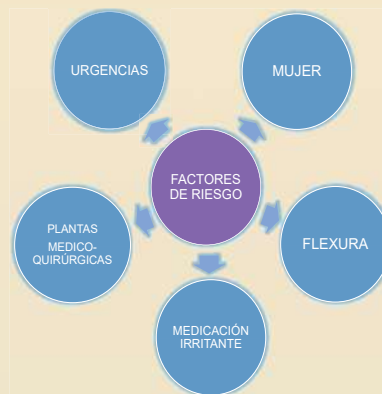 URGENCIAS
MUJER
FACTORES
DE RIESGO
PLANTAS
MEDICO-
QUIRÚRGICAS
FLEXURA
MEDICACIÓN
IRRITANTE